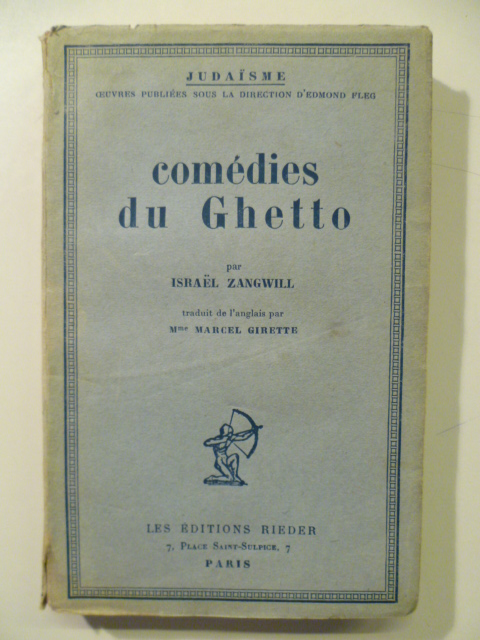 JUDAÏSME
ŒUVRES PUBLIÉES SOUS LA DIRECTION D'EDMOND FLEG
comédies
du Ghetto
par
ISRAËL ZANGWILL
traduit de l'anglais par
Mme MARCEL GIRETTE
LES ÉDITIONS RIEDER
7, PLACE SAINT-SULPICE, 7
PARIS